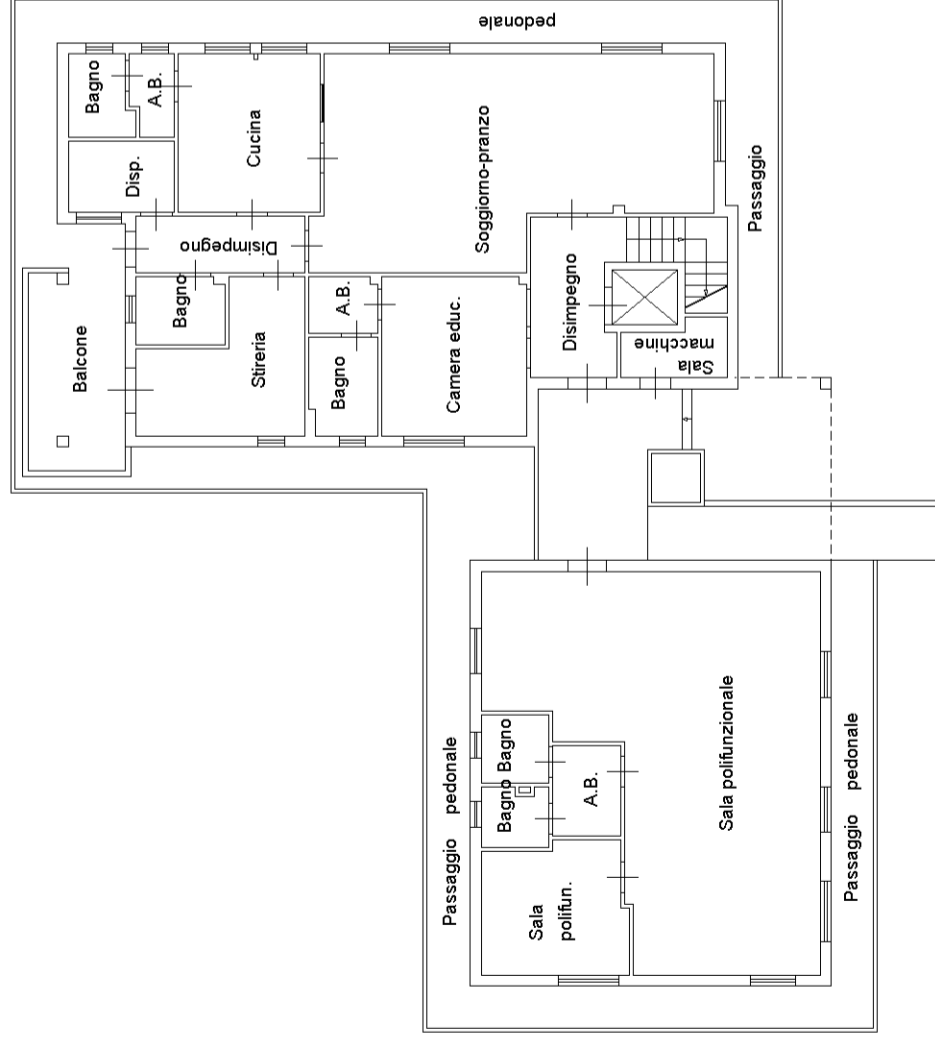 pedonale
Bagno
A.B.
Disp.
Cucina
Soggiorno-pranzo
Passaggio
Disimpegno
Balcone
Bagno
Stireria
A.B.
Bagno
Camera educ.
Disimpegno
Sala
macchine
Passaggio pedonale
Bagno
Bagno
A.B.
Sala
polifun.
Sala polifunzionale
Passaggio pedonale